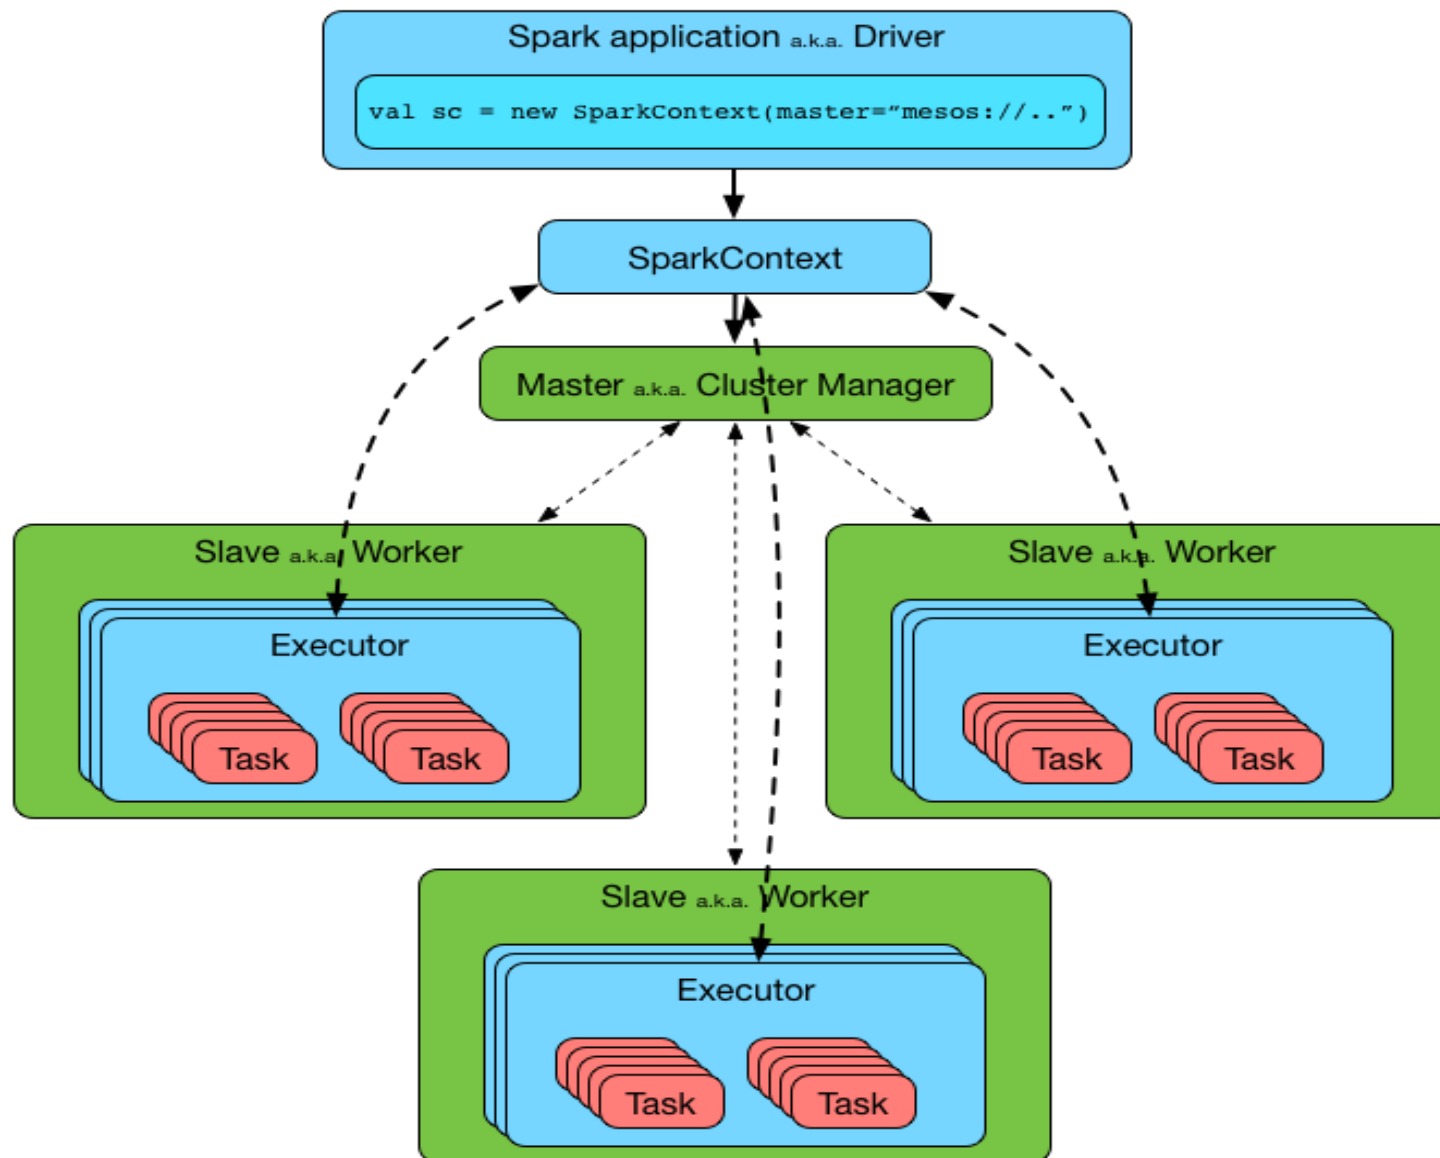 Spark application a.k.a. Driver
val sc = new SparkContext(master=”mesos://..”)
SparkContext
Master a.k.a. Cluster Manager
Slave a.k.a. Worker
Executor
Task Task
Slave a.k.a. Worker
Executor
Task Task
Slave a.k.a. Worker
Executor
Task Task